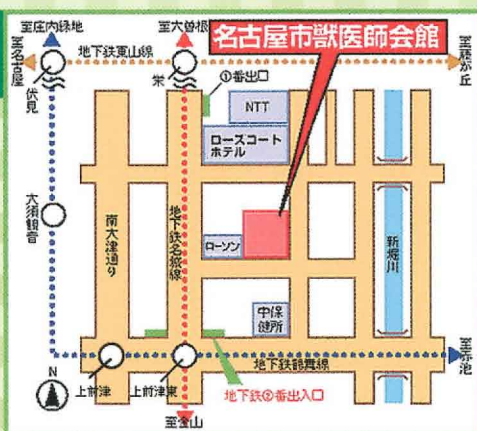 至庄内緑地
至大曽根
名古屋市獣医師会館
至名古屋
地下鉄東山線
至藤が丘
伏見
栄
①番出口
NTT
ローズコート
ホテル
大須観音
南大津通り
地下鉄名城線
ローソン
新堀川
中保
健所
N
上前津
上前津東
地下鉄鶴舞線
至赤池
地下鉄②番出入口
至金山